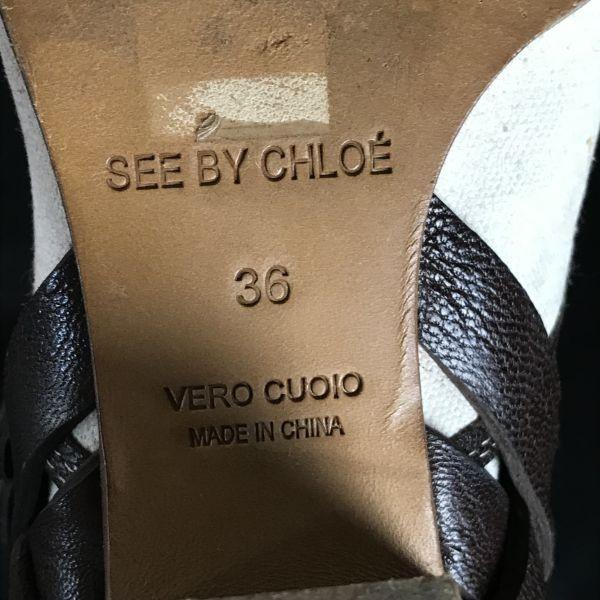 SEE BY CHLOÉ
36
VERO CUOIO
MADE IN CHINA